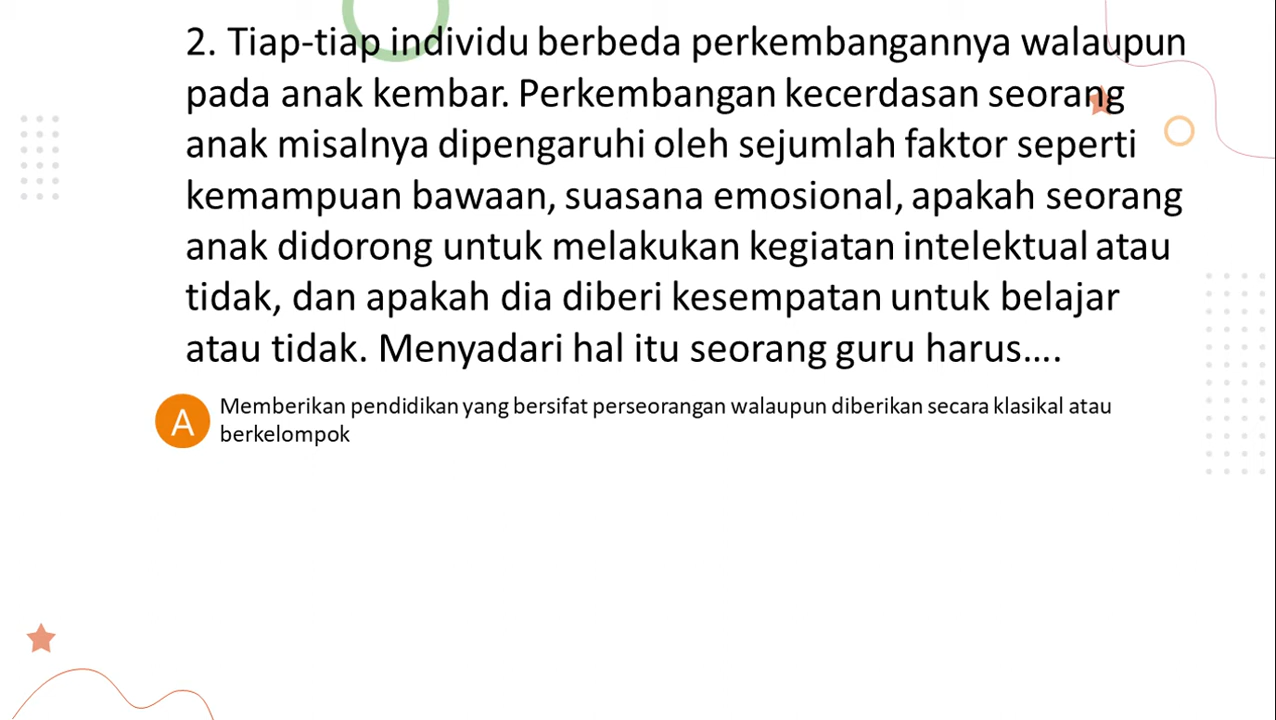 2. Tiap-tiap individu berbeda perkembangannya walaupun
pada anak kembar. Perkembangan kecerdasan seorang
anak misalnya dipengaruhi oleh sejumlah faktor seperti
kemampuan bawaan, suasana emosional, apakah seorang
anak didorong untuk melakukan kegiatan intelektual atau
tidak, dan apakah dia diberi kesempatan untuk belajar
atau tidak. Menyadari hal itu seorang guru harus....
A Memberikan pendidikan yang bersifat perseorangan walaupun diberikan secara klasikal atau
berkelompok